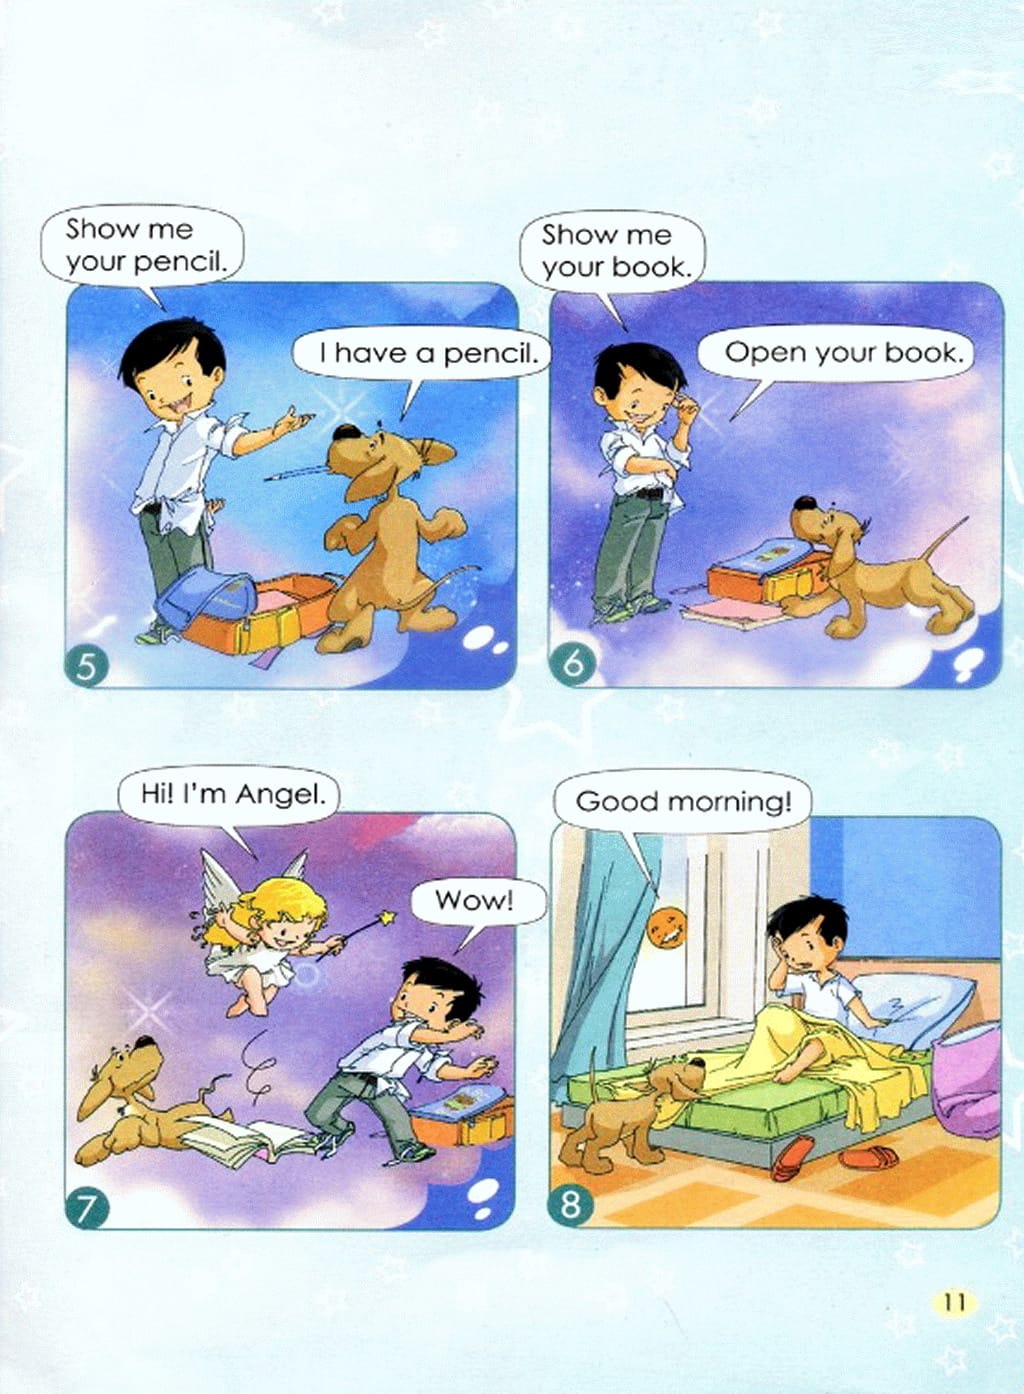 Show me
your pencil.
I have a pencil.
5
Show me
your book.
Open your book.
6
Hi! I'm Angel.
Wow!
7
Good morning!
8
11